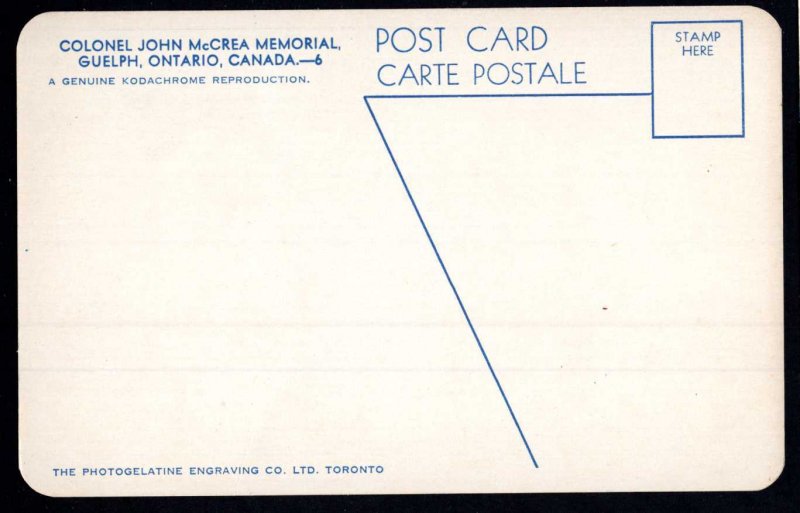 COLONEL JOHN McCREA MEMORIAL,
GUELPH, ONTARIO, CANADA.—6
A GENUINE KODACHROME REPRODUCTION.
POST CARD
CARTE POSTALE
STAMP
HERE
THE PHOTOGELATINE ENGRAVING CO. LTD. TORONTO